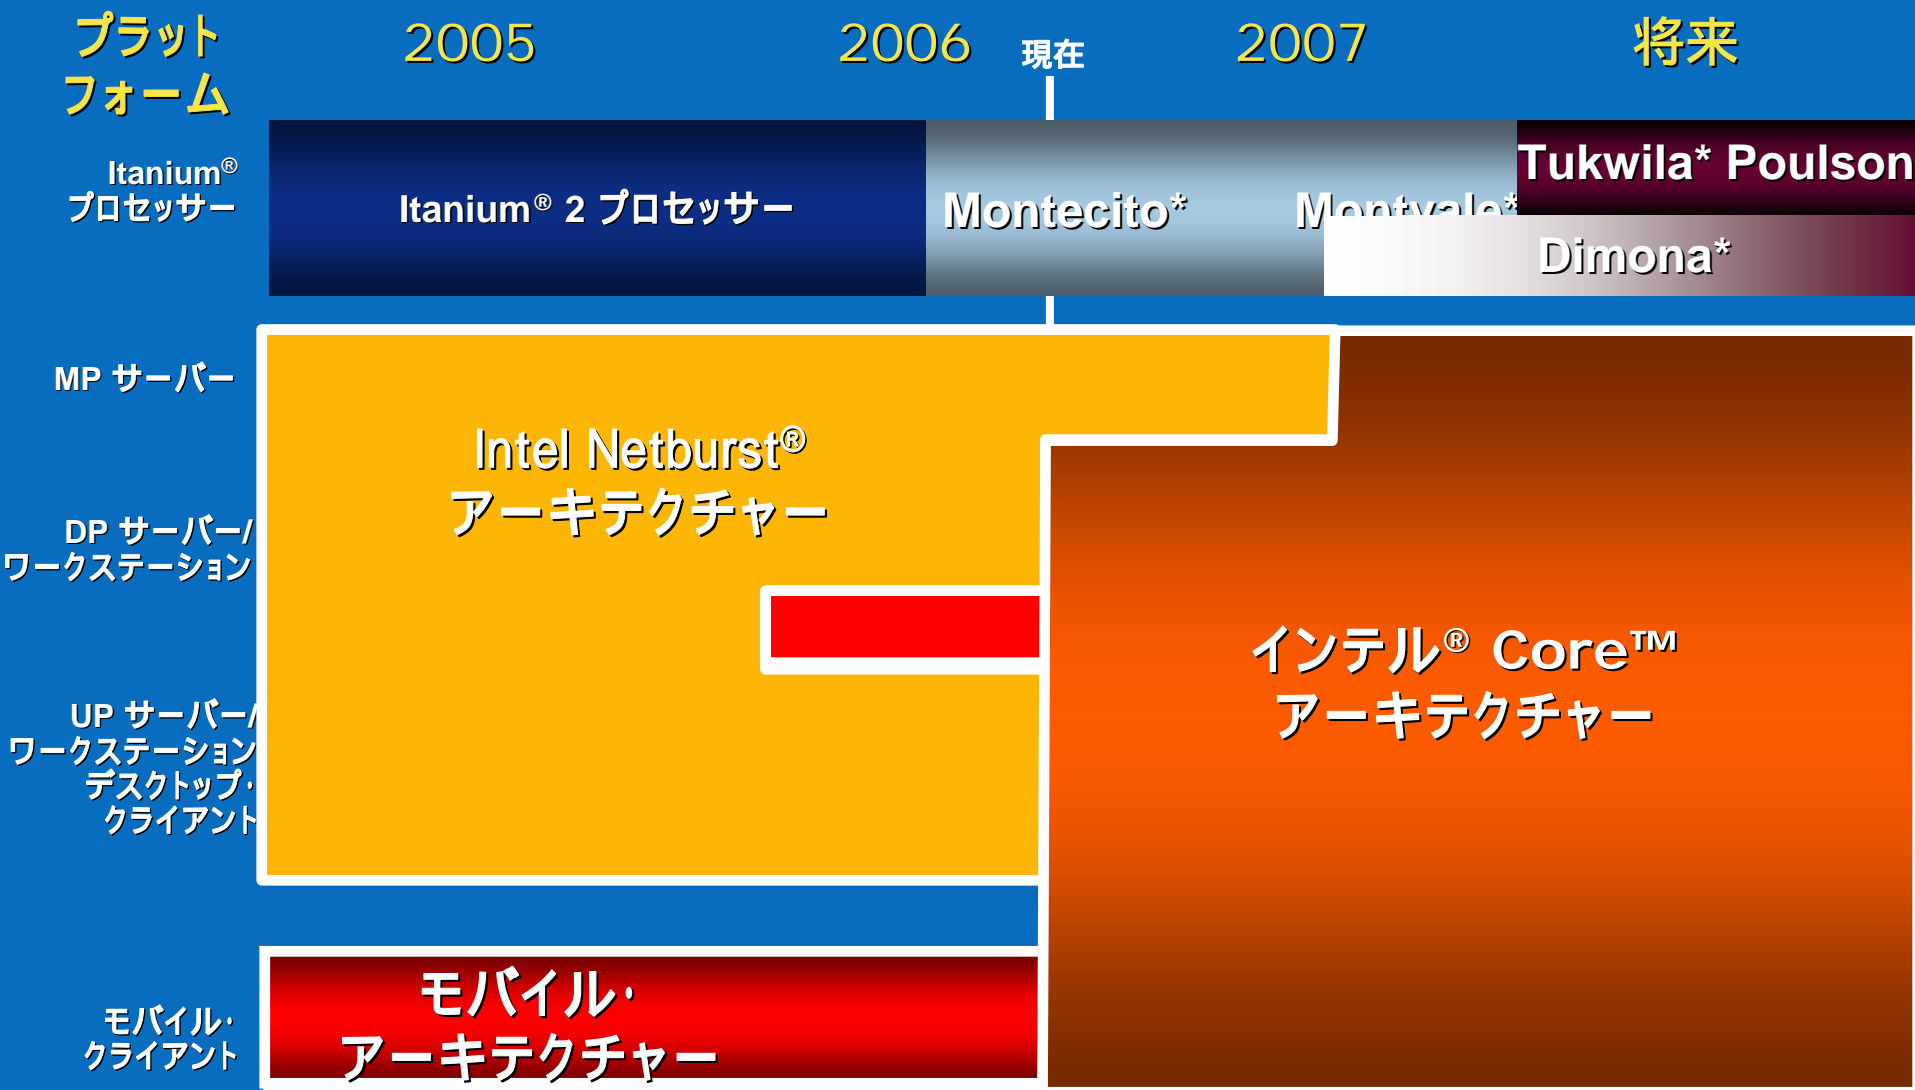 プラット
フォーム
2005
2006
現在
2007
将来
Itanium®
プロセッサー
Itanium® 2 プロセッサー
Montecito*
Montvale*
Tukwila* Poulson
Dimona*
MP サーバー
Intel Netburst®
アーキテクチャー
DP サーバー/
ワークステーション
インテル® Core™
アーキテクチャー
UP サーバー/
ワークステーション
デスクトップ・
クライアント
モバイル・
アーキテクチャー
モバイル・
クライアント